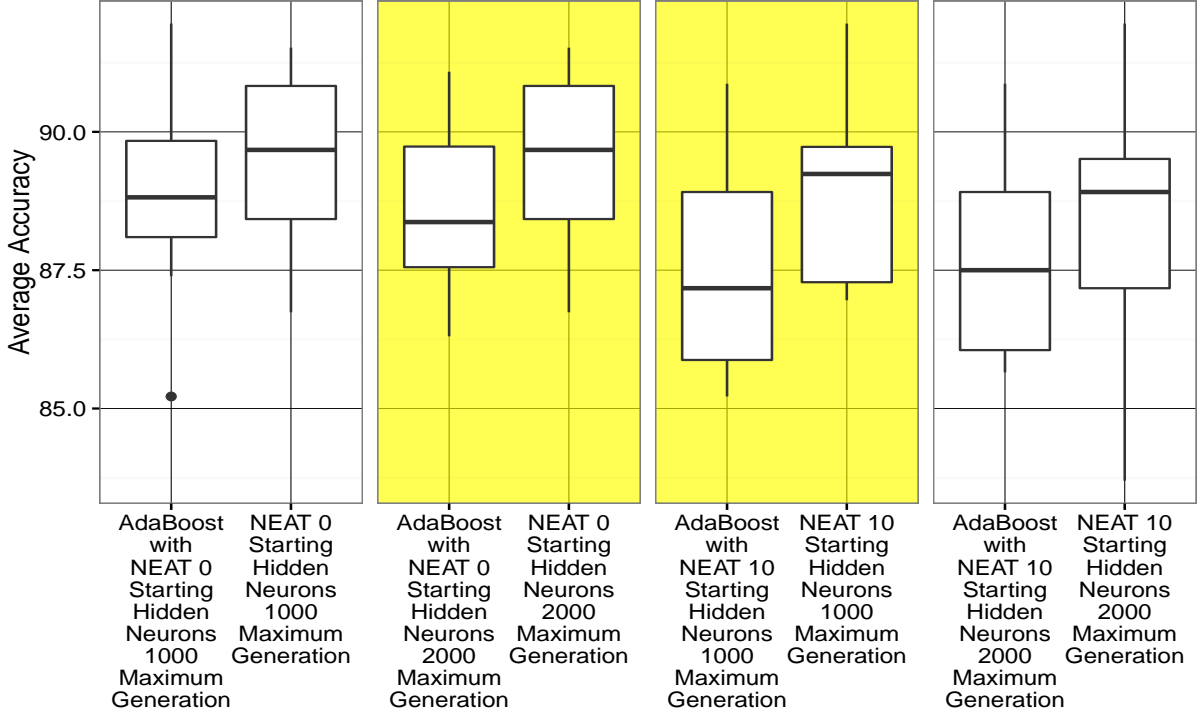 Average Accuracy
90.0
87.5
85.0
AdaBoost
with
NEAT 0
Starting
Hidden
Neurons
1000
Maximum
Generation
NEAT 0
Starting
Hidden
Neurons
1000
Maximum
Generation
AdaBoost
with
NEAT 0
Starting
Hidden
Neurons
2000
Maximum
Generation
NEAT 0
Starting
Hidden
Neurons
2000
Maximum
Generation
AdaBoost
with
NEAT 10
Starting
Hidden
Neurons
1000
Maximum
Generation
NEAT 10
Starting
Hidden
Neurons
1000
Maximum
Generation
AdaBoost
with
NEAT 10
Starting
Hidden
Neurons
2000
Maximum
Generation
NEAT 10
Starting
Hidden
Neurons
2000
Maximum
Generation